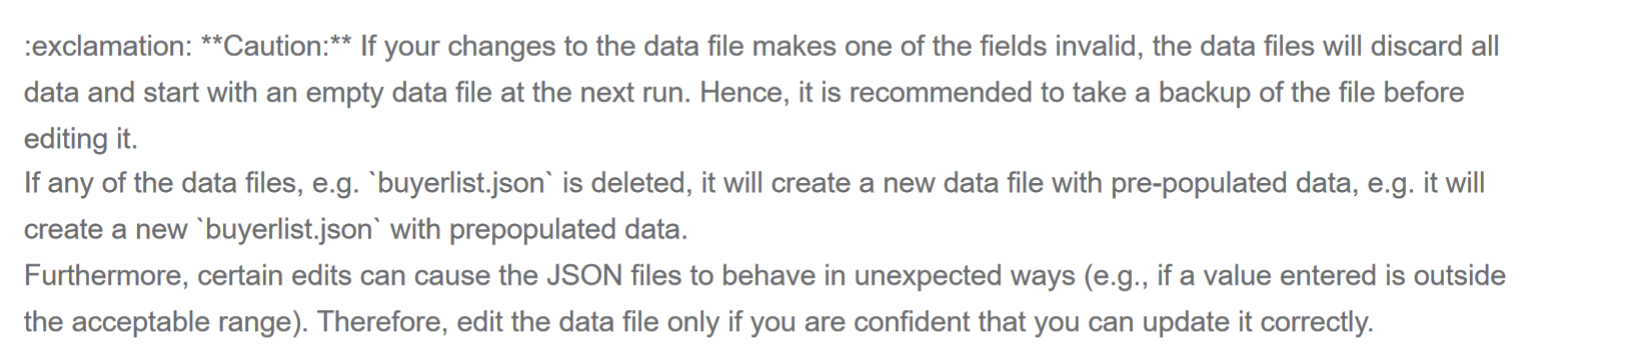 :exclamation: **Caution:** If your changes to the data file makes one of the fields invalid, the data files will discard all
data and start with an empty data file at the next run. Hence, it is recommended to take a backup of the file before
editing it.
If any of the data files, e.g. `buyerlist.json` is deleted, it will create a new data file with pre-populated data, e.g. it will
create a new `buyerlist.json` with prepopulated data.
Furthermore, certain edits can cause the JSON files to behave in unexpected ways (e.g., if a value entered is outside
the acceptable range). Therefore, edit the data file only if you are confident that you can update it correctly.